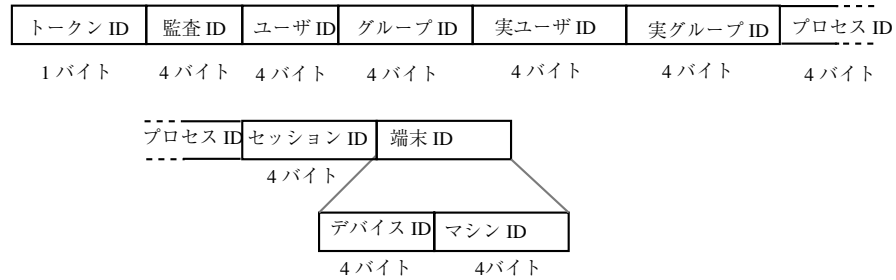 トークン ID 監査 ID ユーザ ID グループ ID 実ユーザ ID 実グループ ID プロセス ID
1 バイト 4 バイト 4 バイト 4 バイト 4 バイト 4 バイト 4 バイト
プロセス ID セッション ID 端末 ID
4 バイト
デバイス ID マシン ID
4 バイト 4バイト